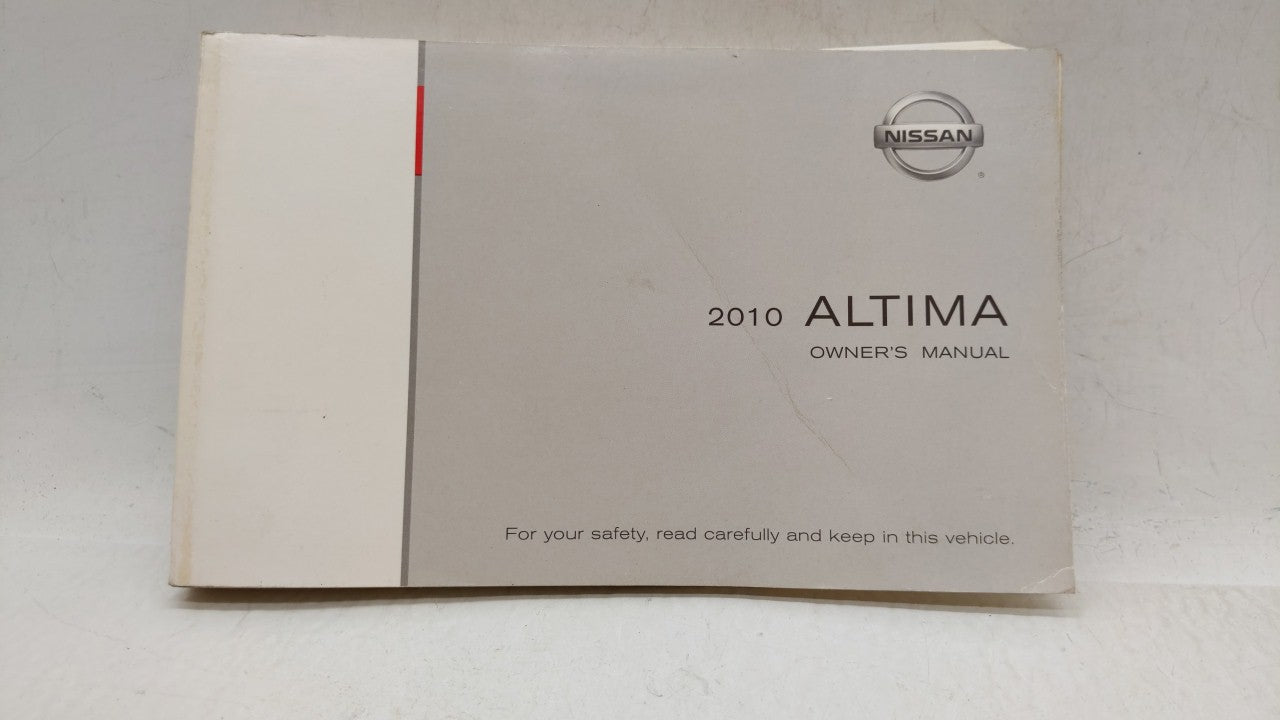 NISSAN
®
2010 ALTIMA
OWNER'S MANUAL
For your safety, read carefully and keep in this vehicle.